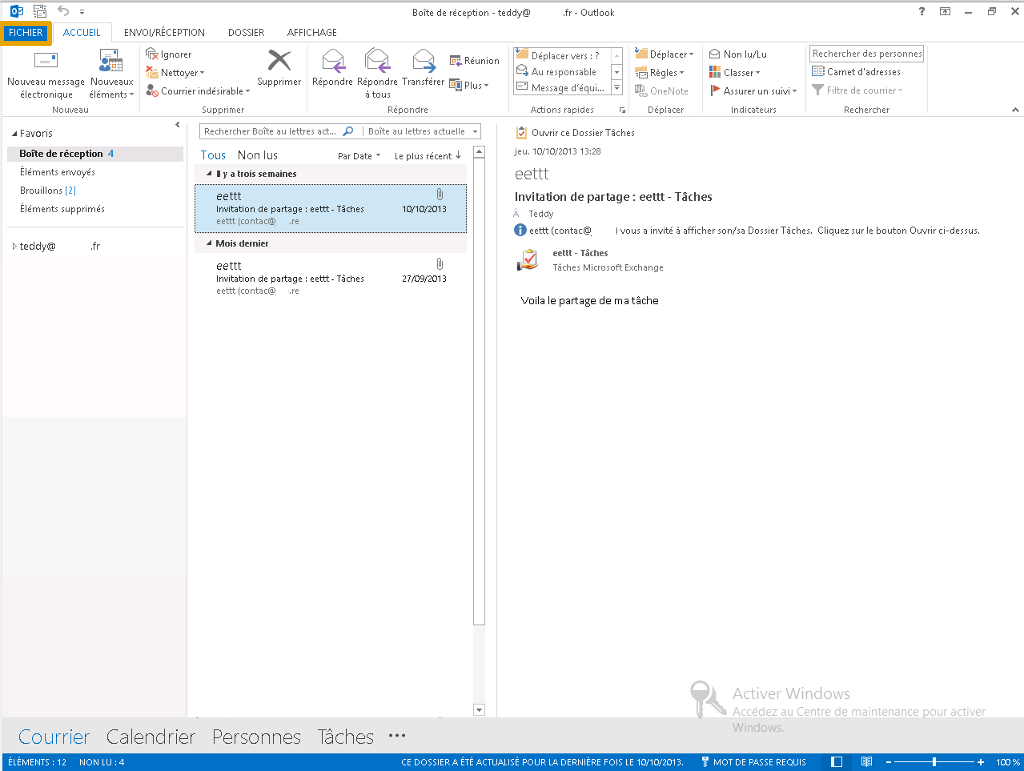 Boîte de réception - teddy@ .fr - Outlook
FICHIER ACCUEIL ENVOI/RÉCEPTION DOSSIER AFFICHAGE
Nouveau message électronique
Nouveaux éléments
Nouveau
Ignorer
Nettoyer
Courrier indésirable
Supprimer
Supprimer
Répondre
Répondre à tous
Transférer
Réunion
Plus
Répondre
Déplacer vers : ?
Au responsable
Message d'équi...
Actions rapides
Déplacer
Règles
OneNote
Déplacer
Non lu/Lu
Classer
Assurer un suivi
Indicateurs
Rechercher des personnes
Carnet d'adresses
Filtre de courrier
Rechercher
Favoris
Boîte de réception 4
Éléments envoyés
Brouillons [2]
Éléments supprimés
teddy@ .fr
Rechercher Boîte au lettres act... Boîte au lettres actuelle
Tous Non lus Par Date Le plus récent ↓
Il y a trois semaines
eettt
Invitation de partage : eettt - Tâches 10/10/2013
eettt (contac@ .re
Mois dernier
eettt
Invitation de partage : eettt - Tâches 27/09/2013
eettt (contac@ .re
Ouvrir ce Dossier Tâches
jeu. 10/10/2013 13:28
eettt
Invitation de partage : eettt - Tâches
À Teddy
eettt (contac@ ) vous a invité à afficher son/sa Dossier Tâches. Cliquez sur le bouton Ouvrir ci-dessus.
eettt - Tâches
Tâches Microsoft Exchange
Voila le partage de ma tâche
Activer Windows
Accédez au Centre de maintenance pour activer
Windows.
Courrier Calendrier Personnes Tâches •••
ÉLÉMENTS : 12 NON LU : 4 CE DOSSIER A ÉTÉ ACTUALISÉ POUR LA DERNIÈRE FOIS LE 10/10/2013. MOT DE PASSE REQUIS 100 %